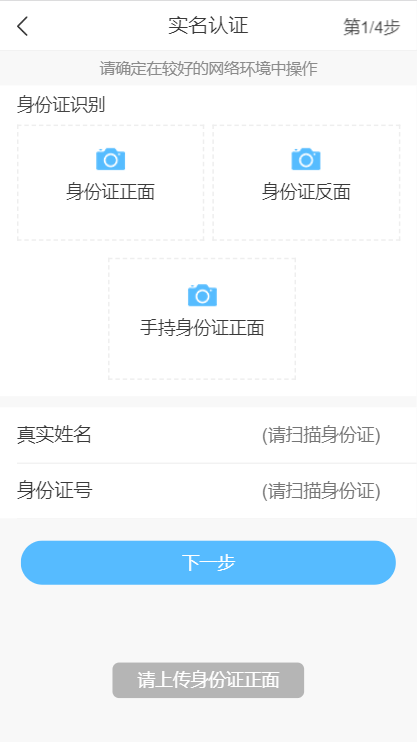 实名认证
第1/4步
请确定在较好的网络环境中操作
身份证识别
身份证正面
身份证反面
手持身份证正面
真实姓名
(请扫描身份证)
身份证号
(请扫描身份证)
下一步
请上传身份证正面